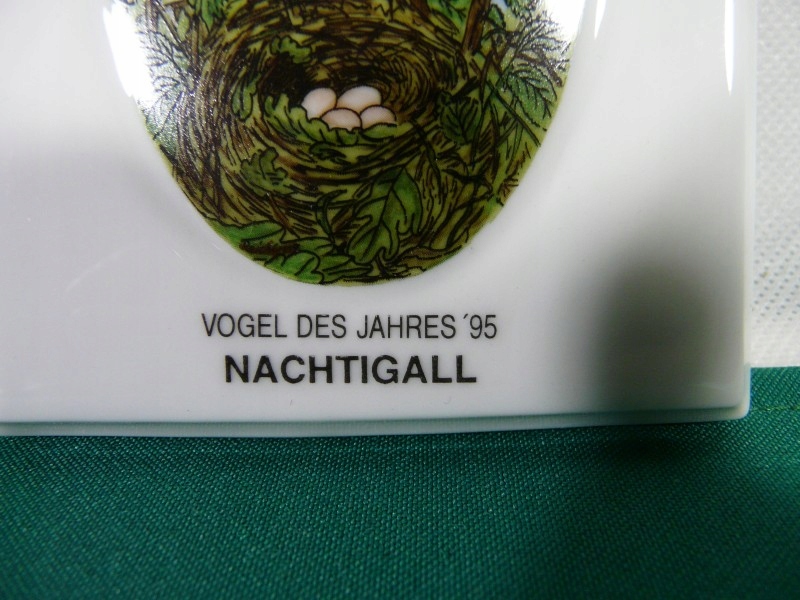 VOGEL DES JAHRES ´95
NACHTIGALL